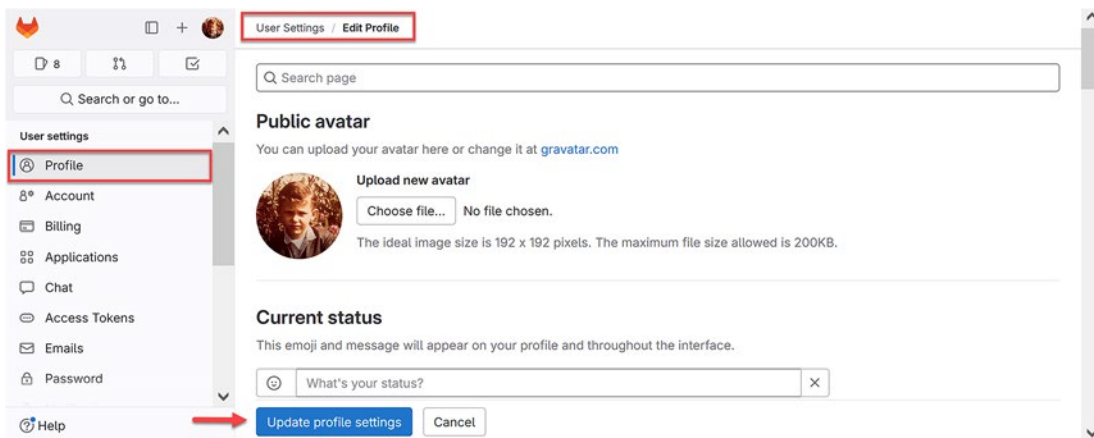 8
Search or go to...
User settings
Profile
Account
Billing
Applications
Chat
Access Tokens
Emails
Password
Help
User Settings / Edit Profile
Search page
Public avatar
You can upload your avatar here or change it at gravatar.com
Upload new avatar
Choose file... No file chosen.
The ideal image size is 192 x 192 pixels. The maximum file size allowed is 200KB.
Current status
This emoji and message will appear on your profile and throughout the interface.
What's your status?
Update profile settings Cancel